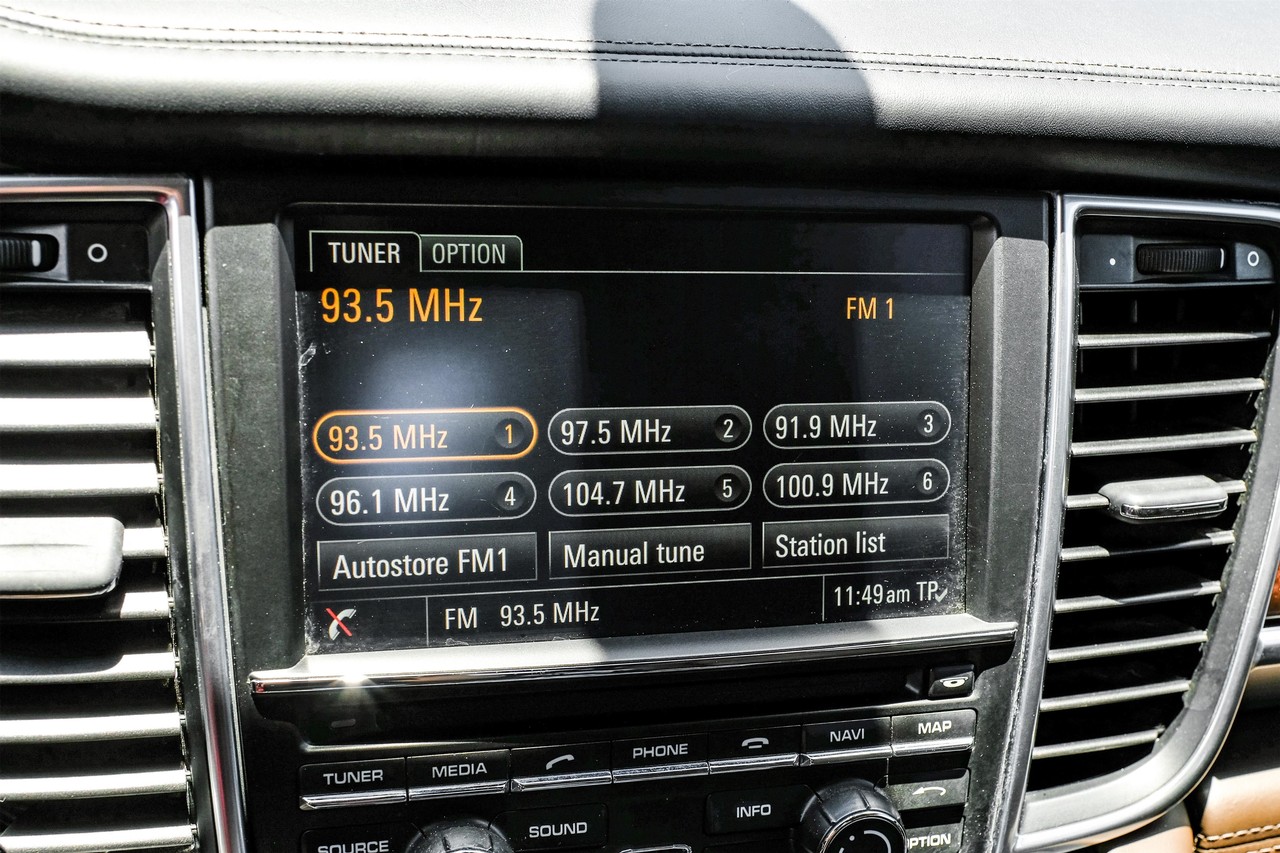 TUNER OPTION
93.5 MHz FM 1
93.5 MHz 1 97.5 MHz 2 91.9 MHz 3
96.1 MHz 4 104.7 MHz 5 100.9 MHz 6
Autostore FM1 Manual tune Station list
FM 93.5 MHz 11:49am TP
TUNER MEDIA PHONE NAVI MAP
SOURCE SOUND INFO OPTION